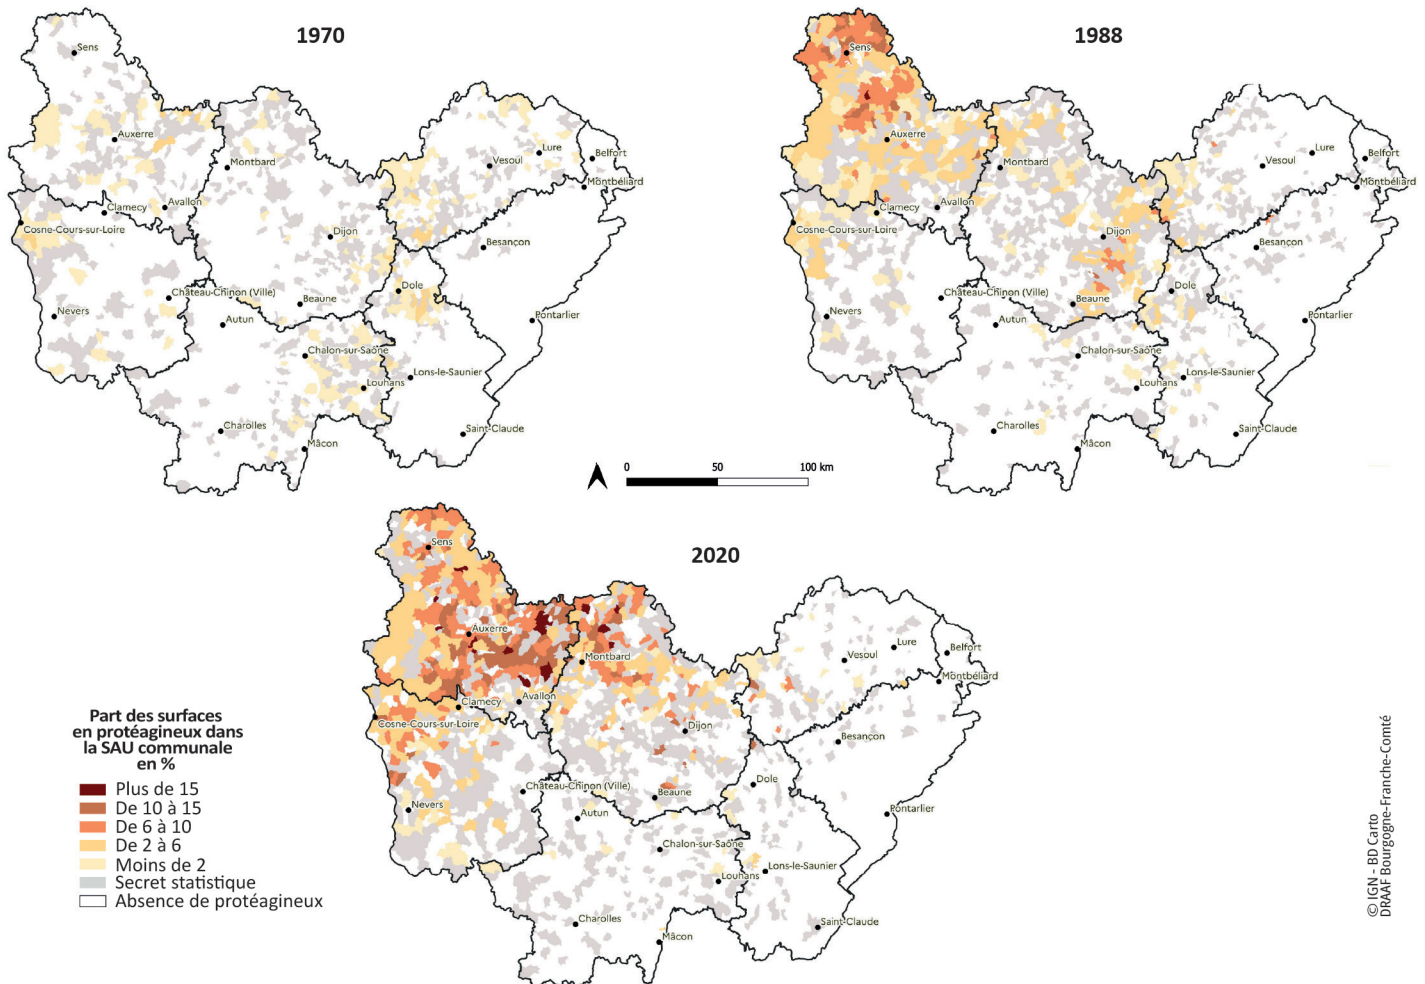 1970
Sens
Auxerre
Montbard
Vesoul
Lure
Belfort
Montbéliard
Clamecy
Avallon
Cosne-Cours-sur-Loire
Dijon
Besançon
Château-Chinon (Ville)
Beaune
Dole
Nevers
Autun
Pontarlier
Chalon-sur-Saône
Louhans
Lons-le-Saunier
Charolles
Mâcon
Saint-Claude
1988
Sens
Auxerre
Montbard
Vesoul
Lure
Belfort
Montbéliard
Clamecy
Avallon
Cosne-Cours-sur-Loire
Dijon
Besançon
Château-Chinon (Ville)
Beaune
Dole
Nevers
Autun
Pontarlier
Chalon-sur-Saône
Louhans
Lons-le-Saunier
Charolles
Mâcon
Saint-Claude
0 50 100 km
2020
Sens
Auxerre
Montbard
Vesoul
Lure
Belfort
Montbéliard
Clamecy
Avallon
Cosne-Cours-sur-Loire
Dijon
Besançon
Château-Chinon (Ville)
Beaune
Dole
Nevers
Autun
Pontarlier
Chalon-sur-Saône
Louhans
Lons-le-Saunier
Charolles
Mâcon
Saint-Claude
Part des surfaces
en protéagineux dans
la SAU communale
en %
Plus de 15
De 10 à 15
De 6 à 10
De 2 à 6
Moins de 2
Secret statistique
Absence de protéagineux
© IGN - BD Carto
DRAAF Bourgogne-Franche-Comté